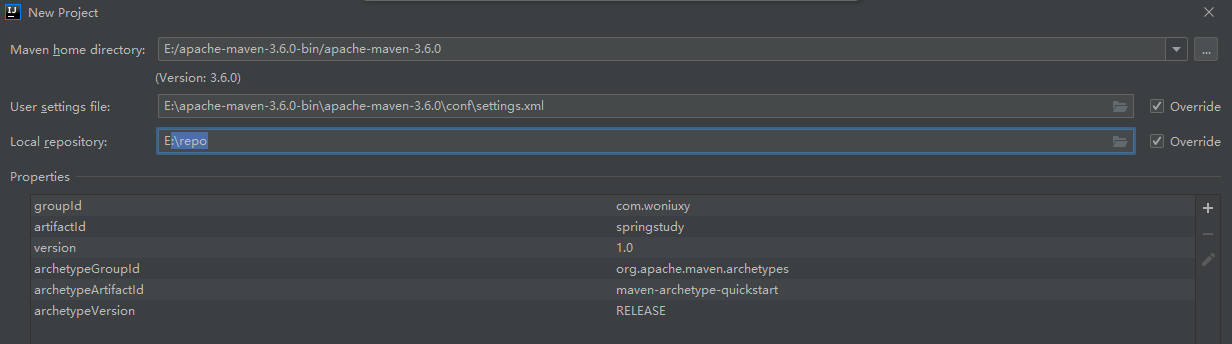 New Project
Maven home directory: E:/apache-maven-3.6.0-bin/apache-maven-3.6.0 ...
(Version: 3.6.0)
User settings file: E:\apache-maven-3.6.0-bin\apache-maven-3.6.0\conf\settings.xml Override
Local repository: E:\repo Override
Properties
groupId com.woniuxy
artifactId springstudy
version 1.0
archetypeGroupId org.apache.maven.archetypes
archetypeArtifactId maven-archetype-quickstart
archetypeVersion RELEASE